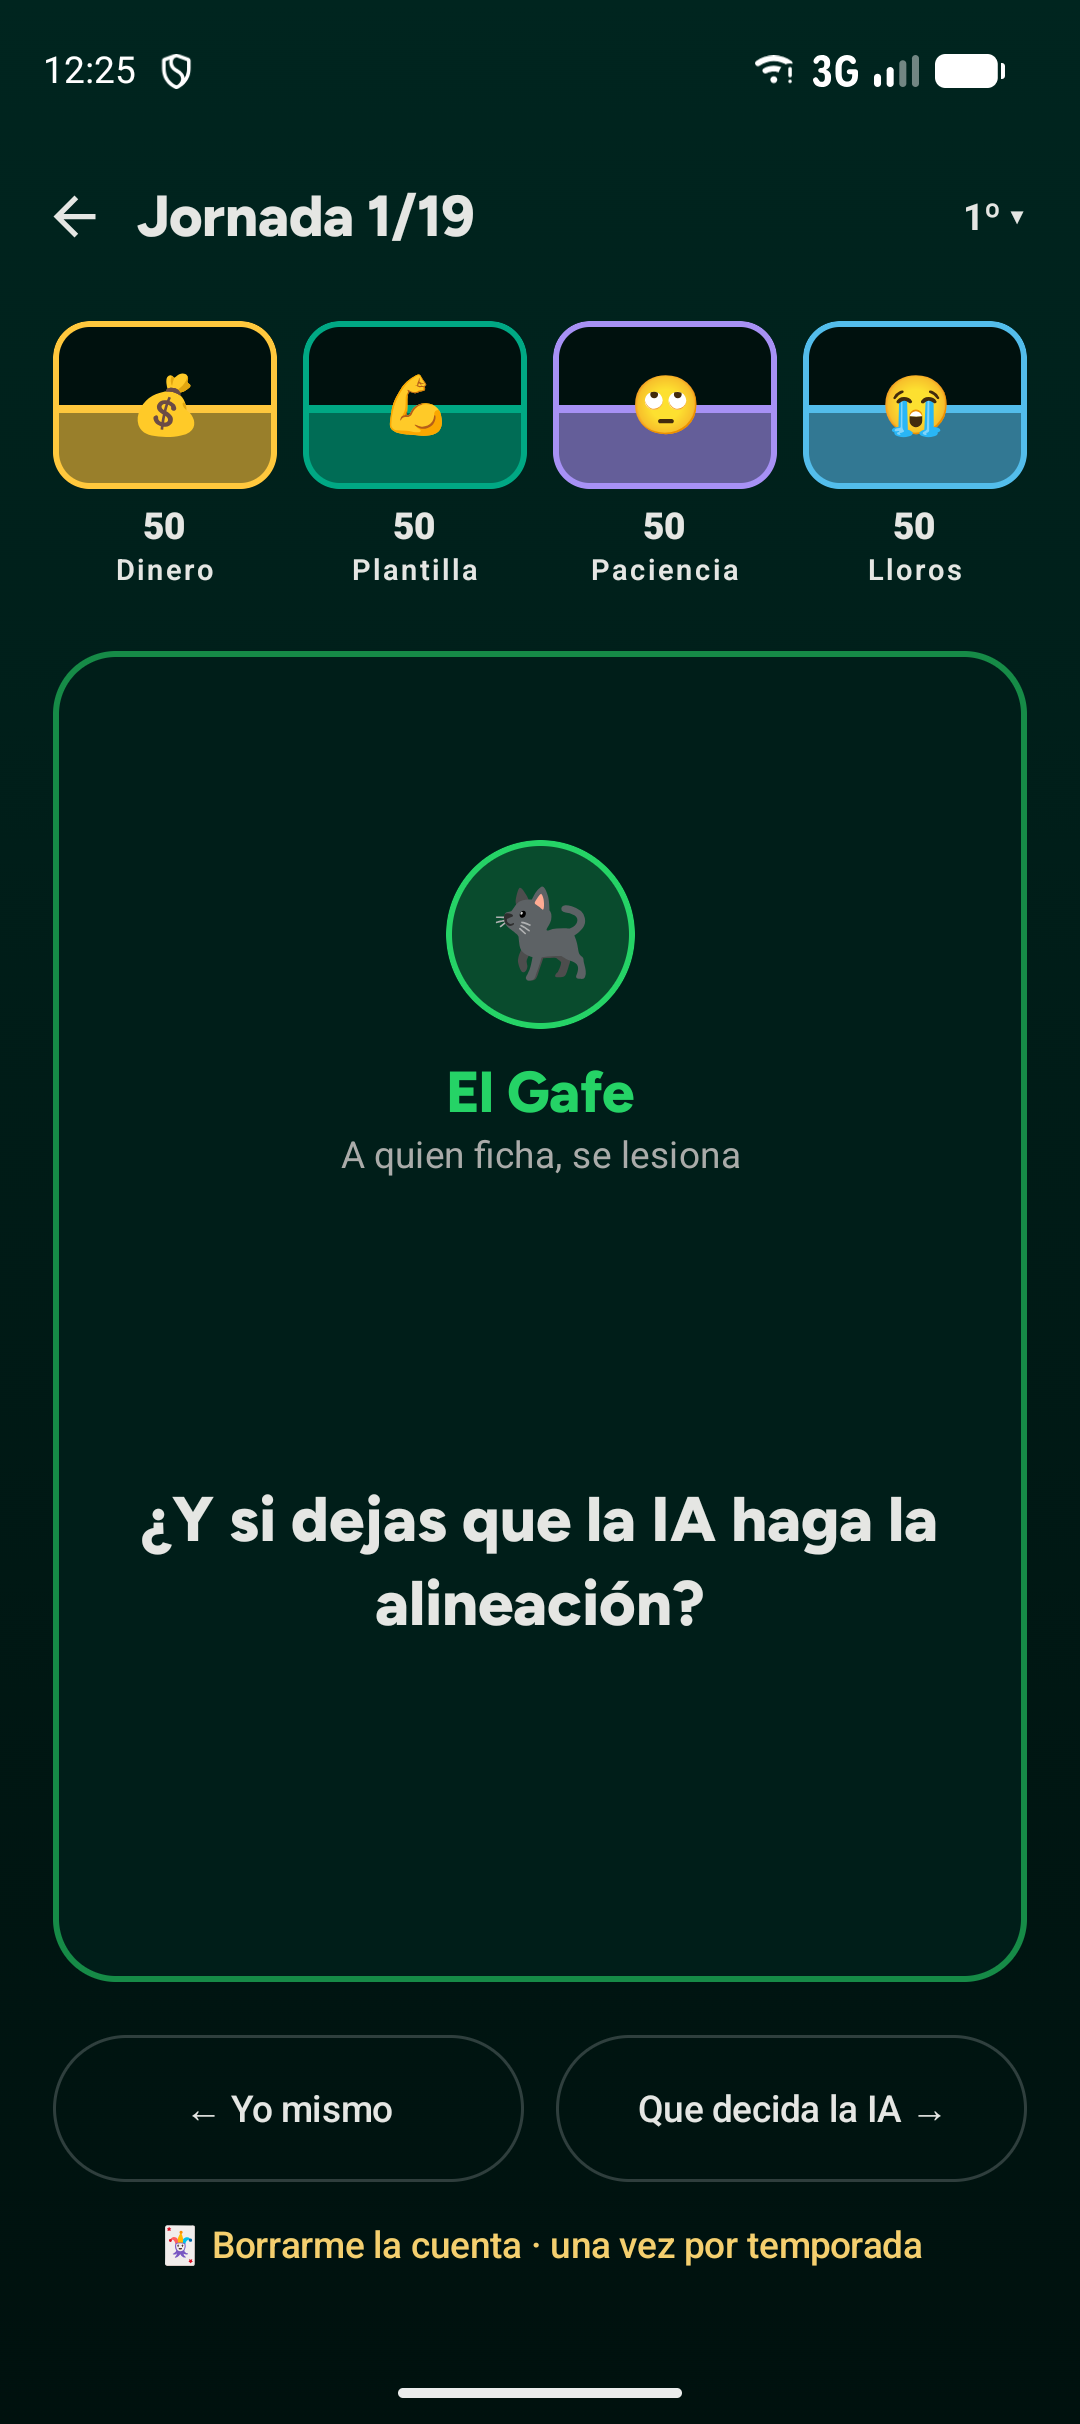 12:25
3G
Jornada 1/19
1º ▾
50
Dinero
50
Plantilla
50
Paciencia
50
Lloros
El Gafe
A quien ficha, se lesiona
¿Y si dejas que la IA haga la
alineación?
← Yo mismo
Que decida la IA →
Borrarme la cuenta · una vez por temporada